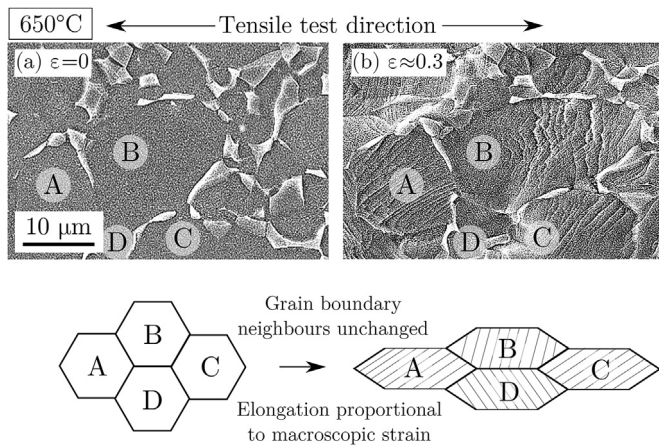 650°C
Tensile test direction
(a) ε=0
(b) ε≈0.3
B
A
D
C
10 μm
B
A
D
C
Grain boundary
neighbours unchanged
B
A
C
D
B
A
C
D
Elongation proportional
to macroscopic strain